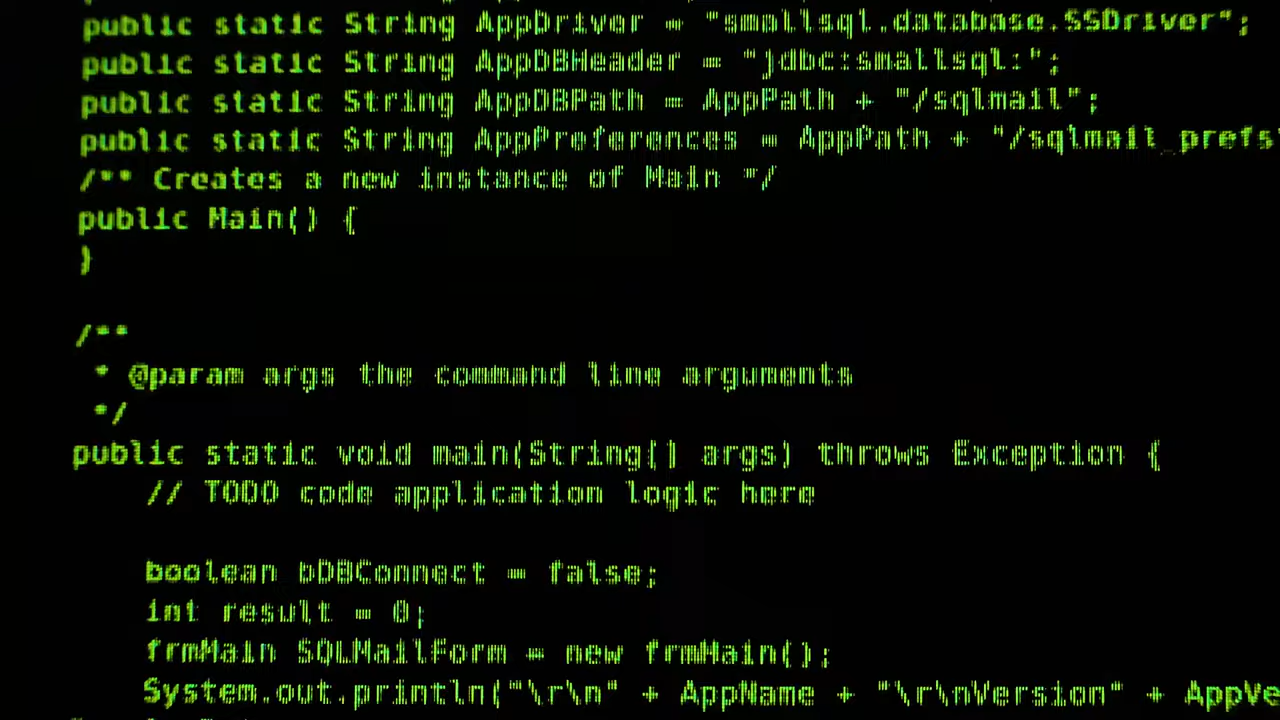 public static String AppDriver = "smallsql.database.SSDriver";
public static String AppDBHeader = "jdbc:smallsql:";
public static String AppDBPath = AppPath + "/sqlmail";
public static String AppPreferences = AppPath + "/sqlmail_prefs
/** Creates a new instance of Main */
public Main() {
}
/**
* @param args the command line arguments
*/
public static void main(String[] args) throws Exception {
// TODO code application logic here
boolean bDBConnect = false;
int result = 0;
frmMain SQLMailForm = new frmMain();
System.out.println("\r\n" + AppName + "\r\nVersion" + AppVe